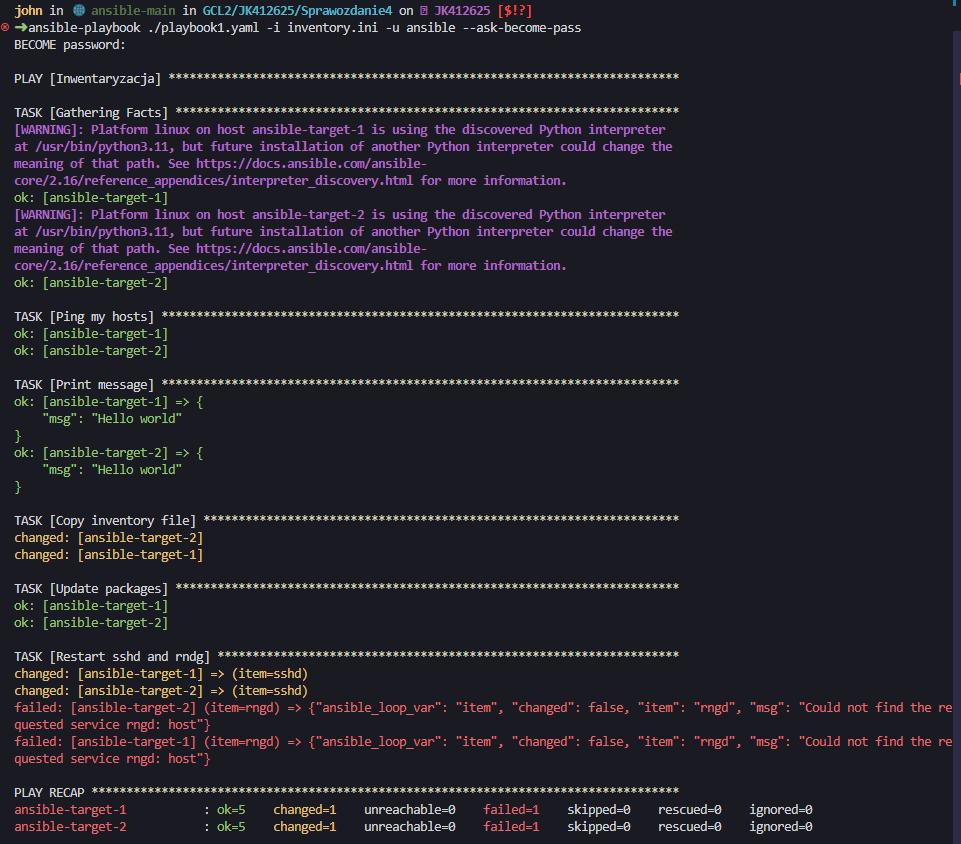 john in 🌐 ansible-main in GCL2/JK412625/Sprawozdanie4 on JK412625 [$!?]
➜ansible-playbook ./playbook1.yaml -i inventory.ini -u ansible --ask-become-pass
BECOME password:
PLAY [Inwentaryzacja] **************************************************************************
TASK [Gathering Facts] *************************************************************************
[WARNING]: Platform linux on host ansible-target-1 is using the discovered Python interpreter
at /usr/bin/python3.11, but future installation of another Python interpreter could change the
meaning of that path. See https://docs.ansible.com/ansible-
core/2.16/reference_appendices/interpreter_discovery.html for more information.
ok: [ansible-target-1]
[WARNING]: Platform linux on host ansible-target-2 is using the discovered Python interpreter
at /usr/bin/python3.11, but future installation of another Python interpreter could change the
meaning of that path. See https://docs.ansible.com/ansible-
core/2.16/reference_appendices/interpreter_discovery.html for more information.
ok: [ansible-target-2]
TASK [Ping my hosts] ***************************************************************************
ok: [ansible-target-1]
ok: [ansible-target-2]
TASK [Print message] ***************************************************************************
ok: [ansible-target-1] => {
    "msg": "Hello world"
}
ok: [ansible-target-2] => {
    "msg": "Hello world"
}
TASK [Copy inventory file] *********************************************************************
changed: [ansible-target-2]
changed: [ansible-target-1]
TASK [Update packages] *************************************************************************
ok: [ansible-target-1]
ok: [ansible-target-2]
TASK [Restart sshd and rndg] *******************************************************************
changed: [ansible-target-1] => (item=sshd)
changed: [ansible-target-2] => (item=sshd)
failed: [ansible-target-2] (item=rngd) => {"ansible_loop_var": "item", "changed": false, "item": "rngd", "msg": "Could not find the re
quested service rngd: host"}
failed: [ansible-target-1] (item=rngd) => {"ansible_loop_var": "item", "changed": false, "item": "rngd", "msg": "Could not find the re
quested service rngd: host"}
PLAY RECAP *************************************************************************************
ansible-target-1           : ok=5    changed=1    unreachable=0    failed=1    skipped=0    rescued=0    ignored=0
ansible-target-2           : ok=5    changed=1    unreachable=0    failed=1    skipped=0    rescued=0    ignored=0